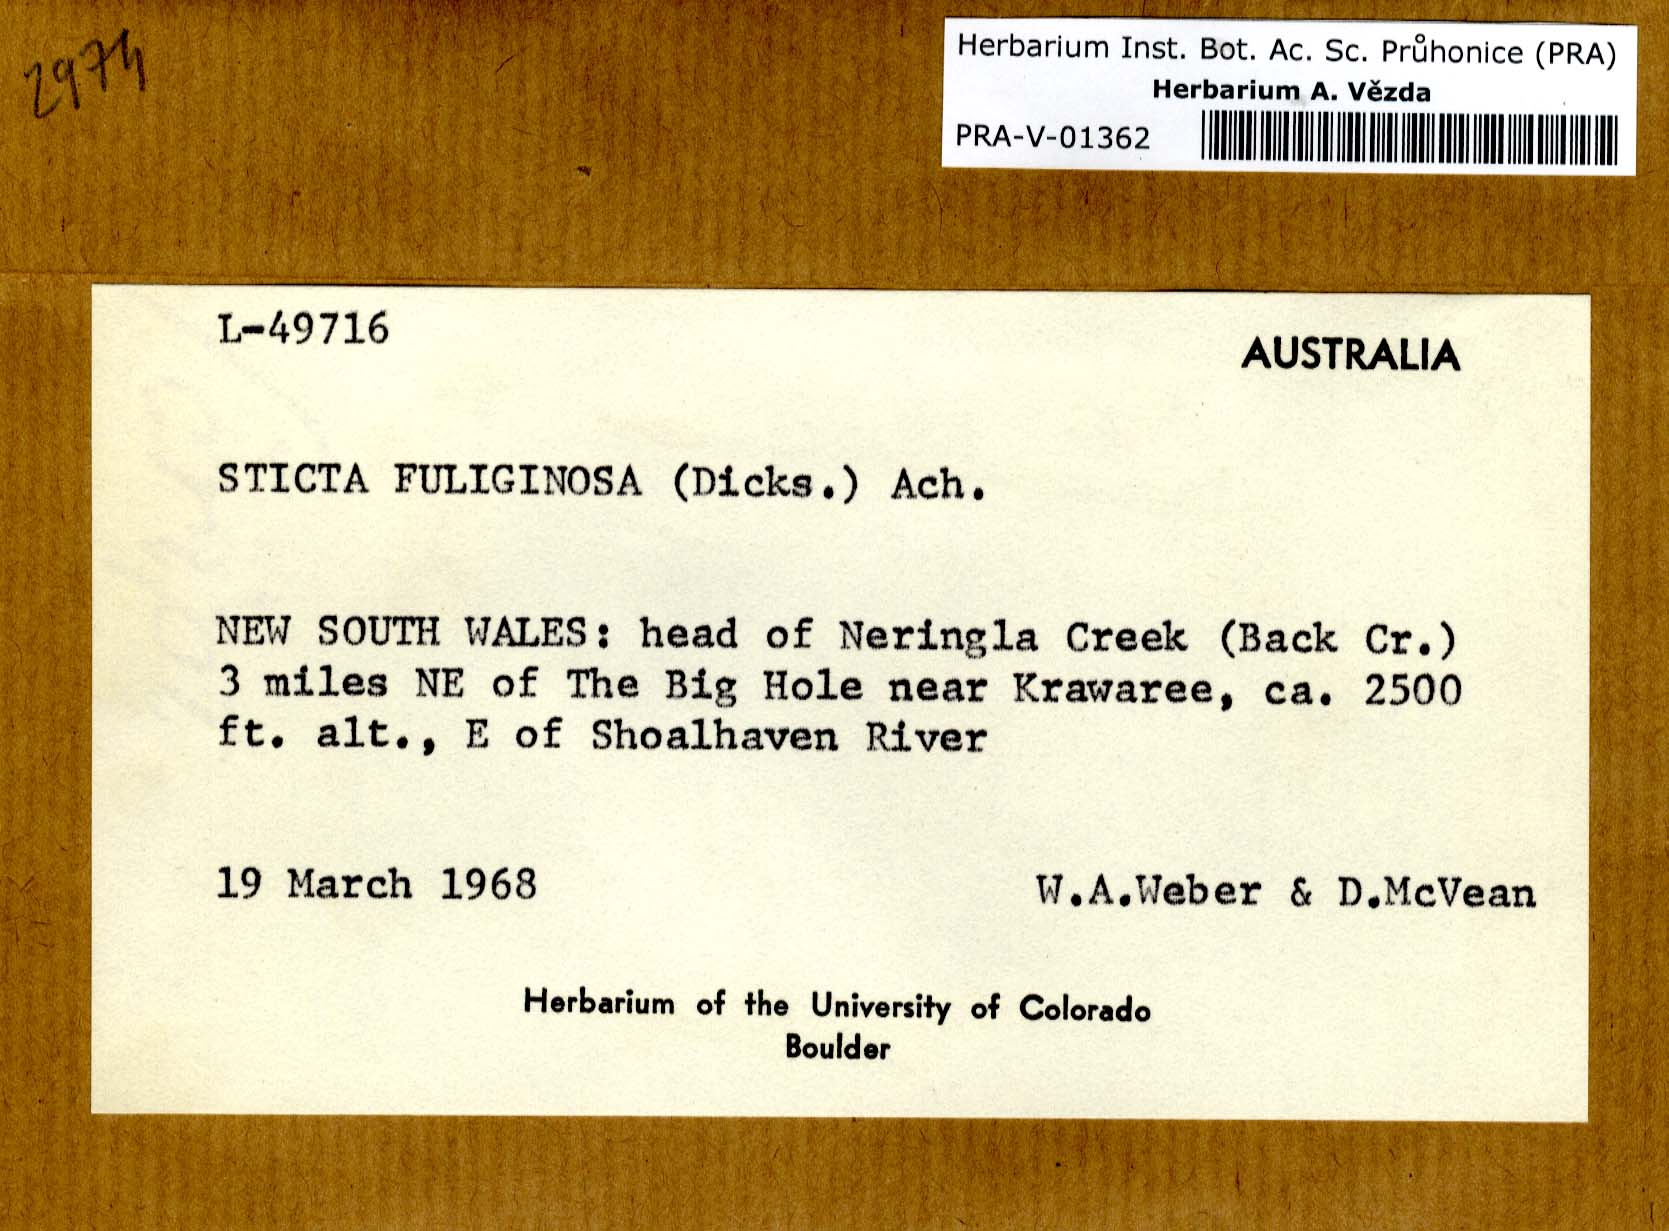 2974
Herbarium Inst. Bot. Ac. Sc. Průhonice (PRA)
Herbarium A. Vězda
PRA-V-01362
L-49716
AUSTRALIA
STICTA FULIGINOSA (Dicks.) Ach.
NEW SOUTH WALES: head of Neringla Creek (Back Cr.)
3 miles NE of The Big Hole near Krawaree, ca. 2500
ft. alt., E of Shoalhaven River
19 March 1968
W.A.Weber & D.McVean
Herbarium of the University of Colorado
Boulder